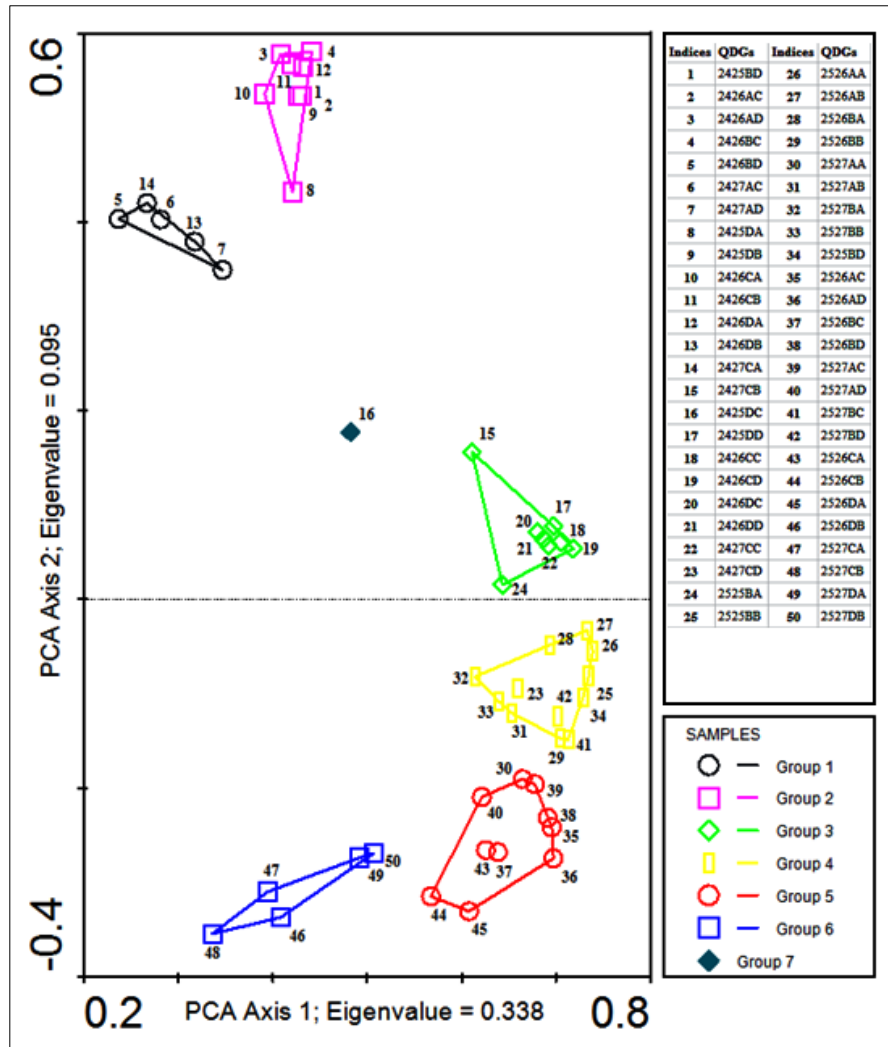 0.6
PCA Axis 2; Eigenvalue = 0.095
-0.4
0.2
PCA Axis 1; Eigenvalue = 0.338
0.8
3
4
12
11
10
1
2
9
8
14
5
6
13
7
16
15
17
20
18
21
19
22
24
27
28
26
32
23
42
25
33
34
31
29
41
30
39
40
38
35
43
37
36
44
45
47
50
49
46
48
Indices QDGs Indices QDGs
1 2425BD 26 2526AA
2 2426AC 27 2526AB
3 2426AD 28 2526BA
4 2426BC 29 2526BB
5 2426BD 30 2527AA
6 2427AC 31 2527AB
7 2427AD 32 2527BA
8 2425DA 33 2527BB
9 2425DB 34 2525BD
10 2426CA 35 2526AC
11 2426CB 36 2526AD
12 2426DA 37 2526BC
13 2426DB 38 2526BD
14 2427CA 39 2527AC
15 2427CB 40 2527AD
16 2425DC 41 2527BC
17 2425DD 42 2527BD
18 2426CC 43 2526CA
19 2426CD 44 2526CB
20 2426DC 45 2526DA
21 2426DD 46 2526DB
22 2427CC 47 2527CA
23 2427CD 48 2527CB
24 2525BA 49 2527DA
25 2525BB 50 2527DB
SAMPLES
Group 1
Group 2
Group 3
Group 4
Group 5
Group 6
Group 7